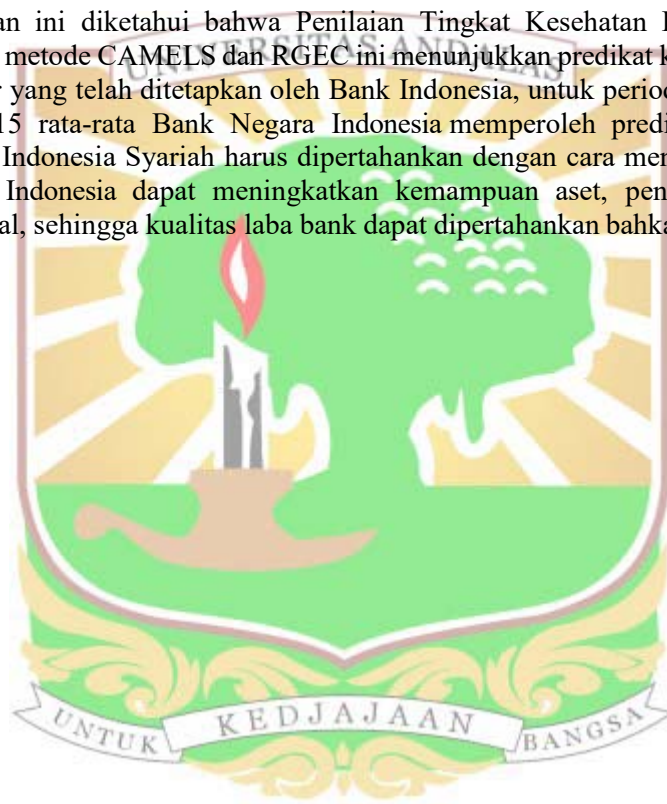 an ini diketahui bahwa Penilaian Tingkat Kesehatan
metode CAMELS dan RGEC ini menunjukkan predikat
yang telah ditetapkan oleh Bank Indonesia, untuk period
15 rata-rata Bank Negara Indonesia memperoleh predi
Indonesia Syariah harus dipertahankan dengan cara men
Indonesia dapat meningkatkan kemampuan aset, pen
al, sehingga kualitas laba bank dapat dipertahankan bahka
UNIVERSITAS ANDALAS
UNTUK KEDJAJAAN BANGSA